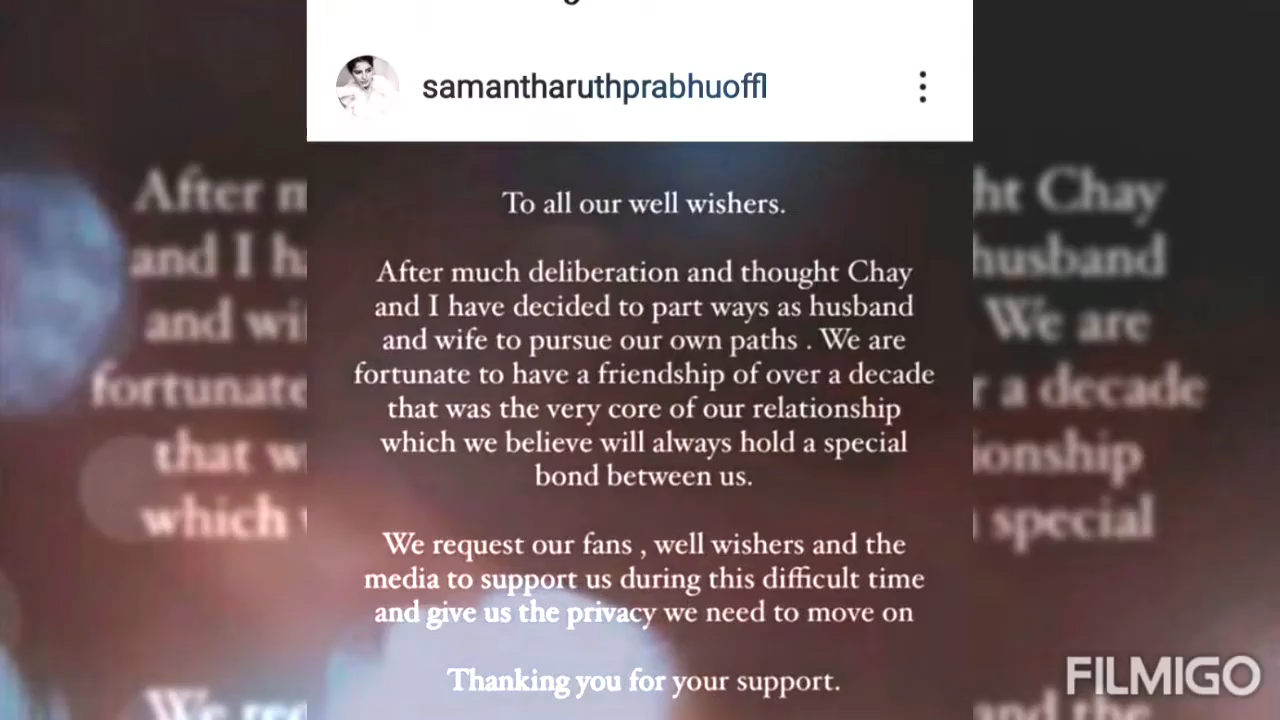 samantharuthprabhuoffl
To all our well wishers.
After much deliberation and thought Chay
and I have decided to part ways as husband
and wife to pursue our own paths . We are
fortunate to have a friendship of over a decade
that was the very core of our relationship
which we believe will always hold a special
bond between us.
We request our fans , well wishers and the
media to support us during this difficult time
and give us the privacy we need to move on
Thanking you for your support.
FILMIGO